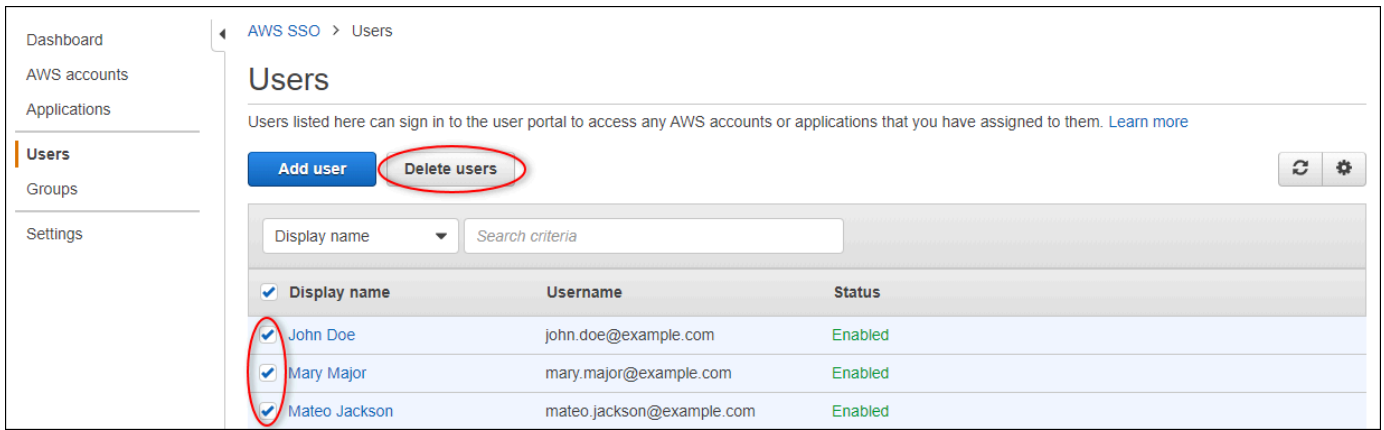 Dashboard
AWS accounts
Applications
Users
Groups
Settings
AWS SSO > Users
Users
Users listed here can sign in to the user portal to access any AWS accounts or applications that you have assigned to them. Learn more
Add user Delete users
Display name Search criteria
Display name Username Status
John Doe john.doe@example.com Enabled
Mary Major mary.major@example.com Enabled
Mateo Jackson mateo.jackson@example.com Enabled